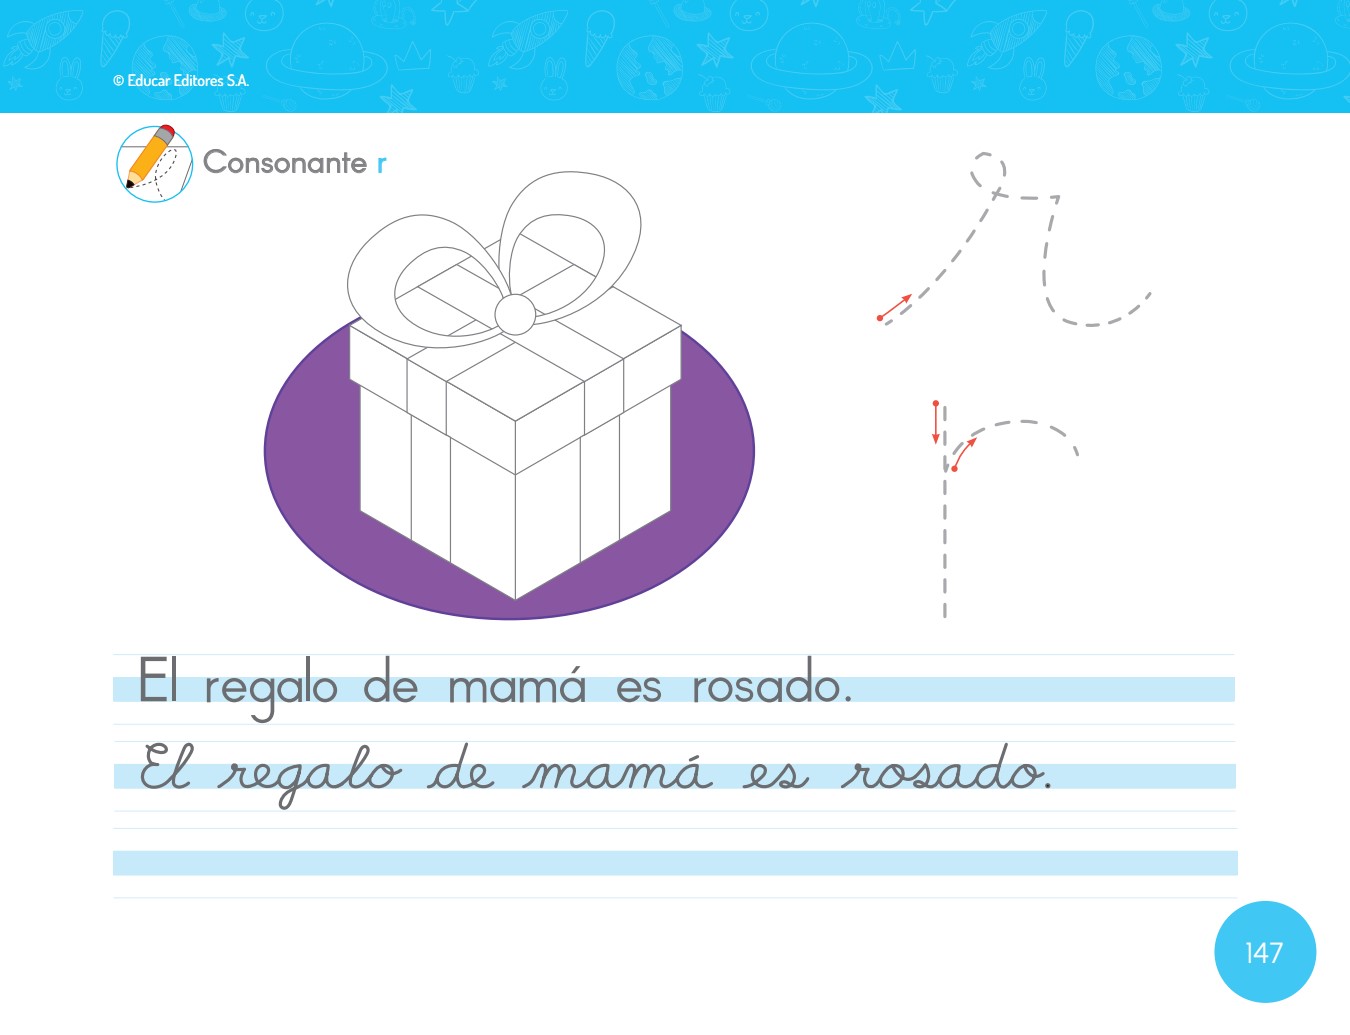 © Educar Editores S.A.
Consonante r
r
r
El regalo de mamá es rosado.
El regalo de mamá es rosado.
147